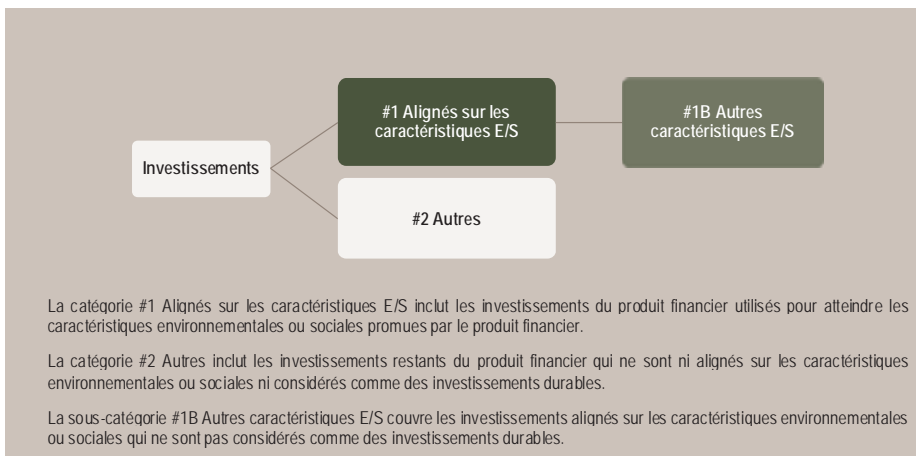 #1 Alignés sur les
caractéristiques E/S
#1B Autres
caractéristiques E/S
Investissements
#2 Autres
La catégorie #1 Alignés sur les caractéristiques E/S inclut les investissements du produit financier utilisés pour atteindre les
caractéristiques environnementales ou sociales promues par le produit financier.
La catégorie #2 Autres inclut les investissements restants du produit financier qui ne sont ni alignés sur les caractéristiques
environnementales ou sociales ni considérés comme des investissements durables.
La sous-catégorie #1B Autres caractéristiques E/S couvre les investissements alignés sur les caractéristiques environnementales
ou sociales qui ne sont pas considérés comme des investissements durables.